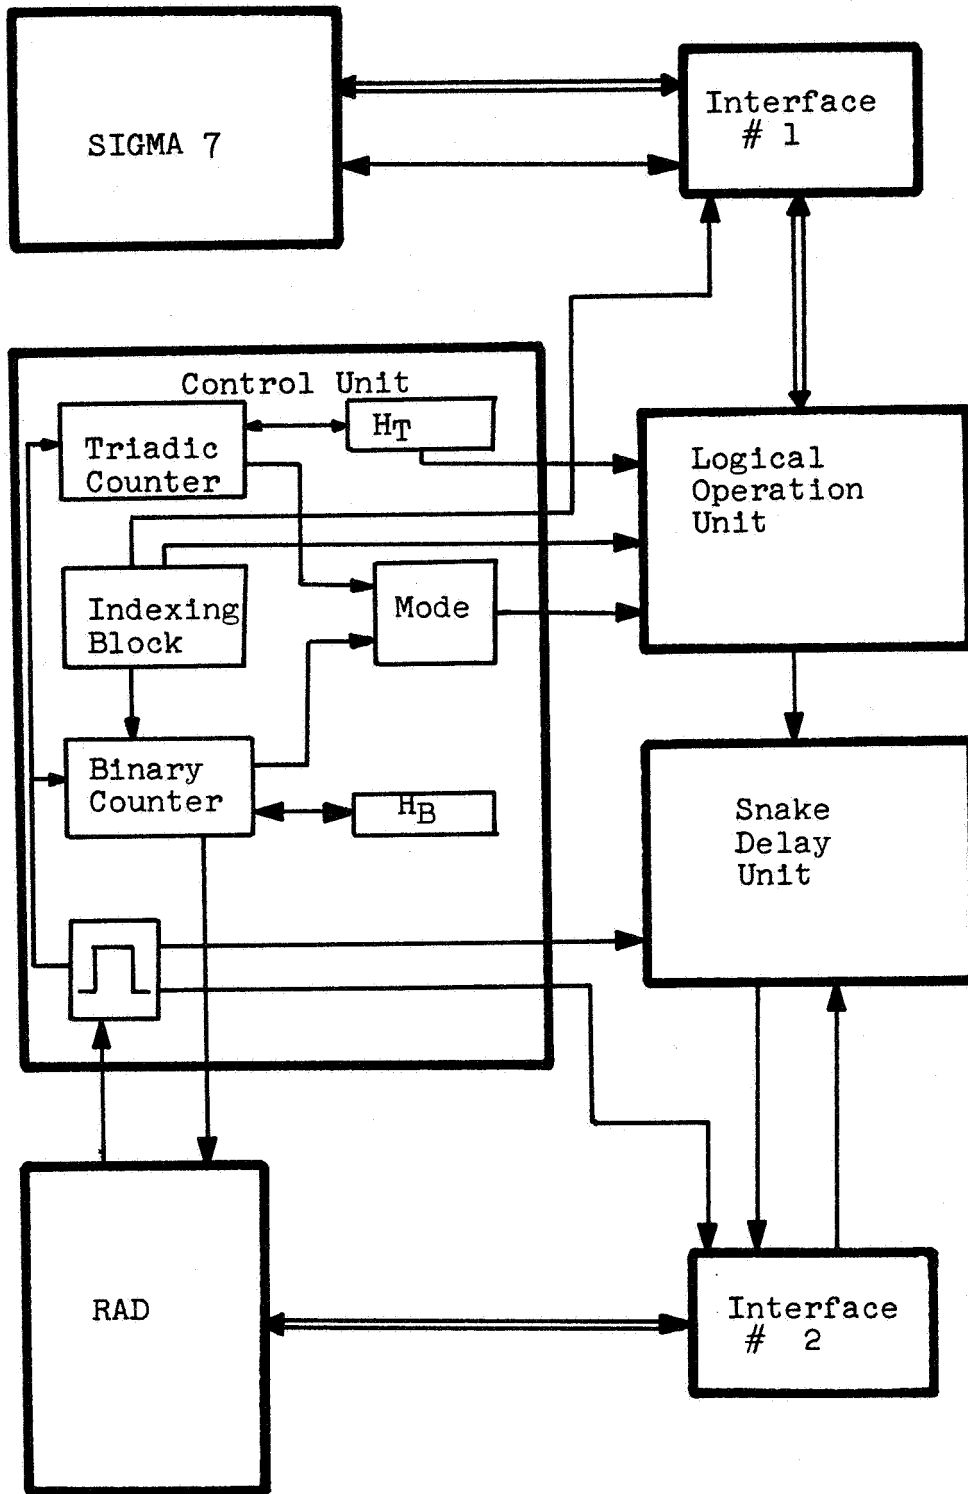 SIGMA 7
Interface
# 1
Control Unit
Triadic
Counter
HT
Logical
Operation
Unit
Indexing
Block
Mode
Binary
Counter
HB
Snake
Delay
Unit
RAD
Interface
# 2